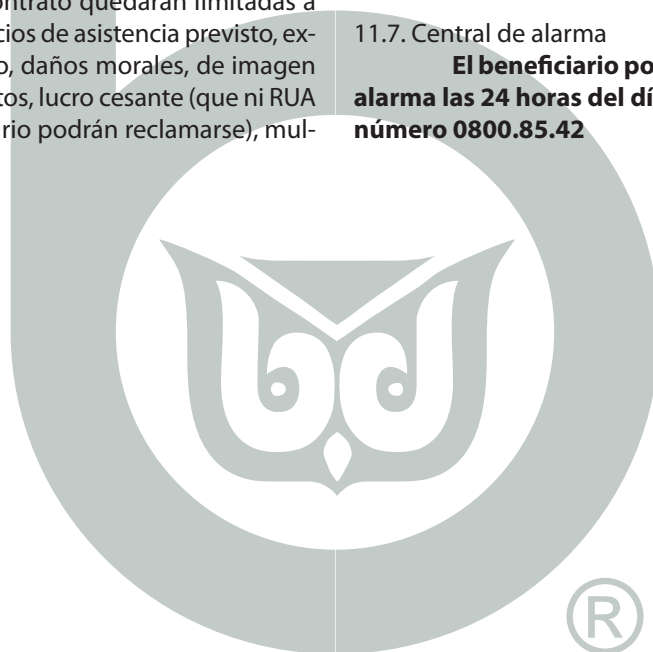 ontrato quedarán limitadas a
cios de asistencia previsto, ex-
o, daños morales, de imagen
tos, lucro cesante (que ni RUA
rio podrán reclamarse), mul-
11.7. Central de alarma
El beneficiario po
alarma las 24 horas del dí
número 0800.85.42
®